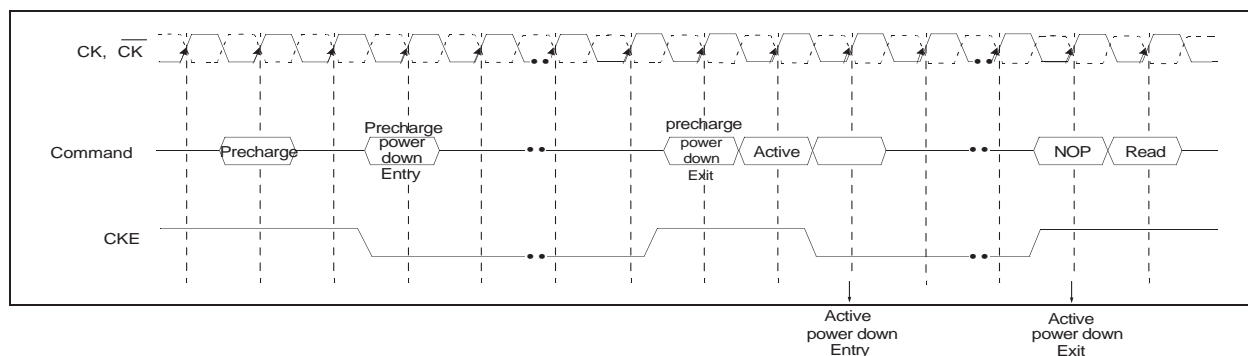 CK, CK
Command
Precharge
Precharge
power
down
Entry
precharge
power
down
Exit
Active
NOP
Read
CKE
Active
power down
Entry
Active
power down
Exit